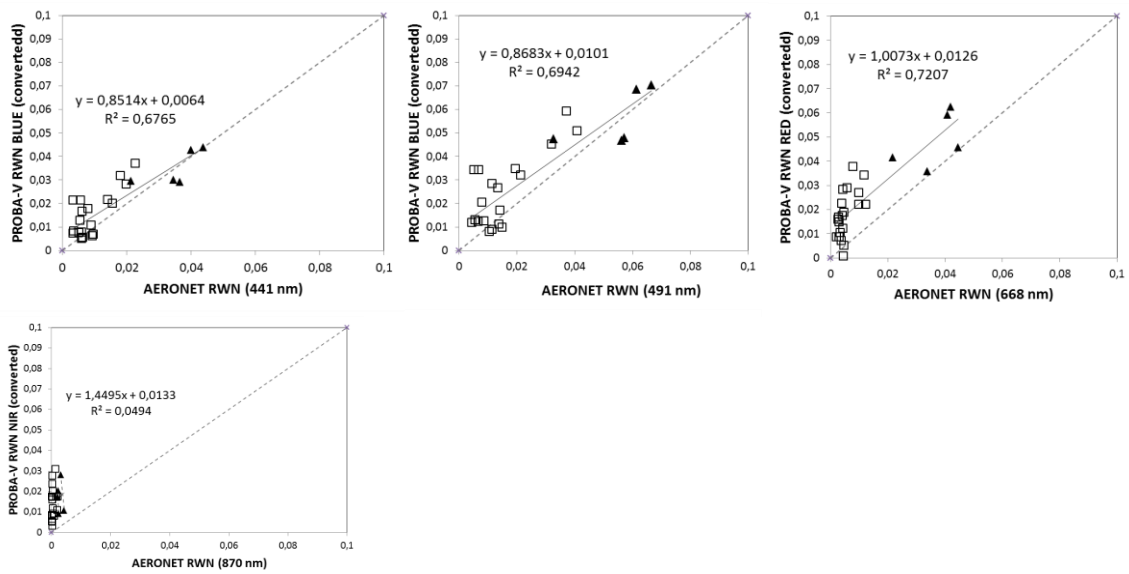 PROBA-V RWN BLUE (convertedd)
0,1
0,09
0,08
0,07
0,06
0,05
0,04
0,03
0,02
0,01
0
y = 0,8514x + 0,0064
R² = 0,6765
0 0,02 0,04 0,06 0,08 0,1
AERONET RWN (441 nm)
PROBA-V RWN BLUE (convertedd)
0,1
0,09
0,08
0,07
0,06
0,05
0,04
0,03
0,02
0,01
0
y = 0,8683x + 0,0101
R² = 0,6942
0 0,02 0,04 0,06 0,08 0,1
AERONET RWN (491 nm)
PROBA-V RWN RED (convertedd)
0,10
0,09
0,08
0,07
0,06
0,05
0,04
0,03
0,02
0,01
0,00
y = 1,0073x + 0,0126
R² = 0,7207
0 0,02 0,04 0,06 0,08 0,1
AERONET RWN (668 nm)
PROBA-V RWN NIR (converted)
0,1
0,09
0,08
0,07
0,06
0,05
0,04
0,03
0,02
0,01
0
y = 1,4495x + 0,0133
R² = 0,0494
0 0,02 0,04 0,06 0,08 0,1
AERONET RWN (870 nm)